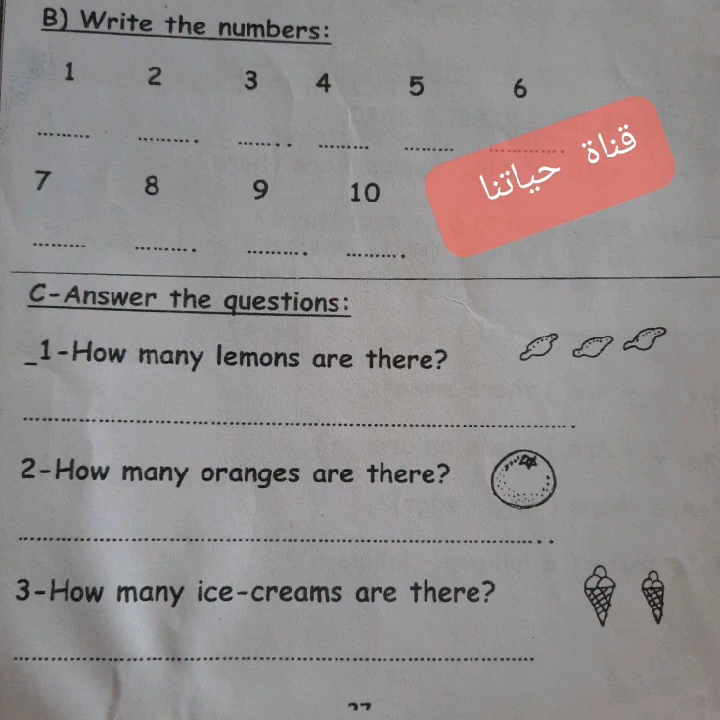 B) Write the numbers:
1 2 3 4 5 6
............ ............ ............ ............ ............ ............
قناة حياتنا
7 8 9 10
............ ............ ............ ............
C-Answer the questions:
_1-How many lemons are there?
........................................................................
2-How many oranges are there?
........................................................................
3-How many ice-creams are there?
........................................................................